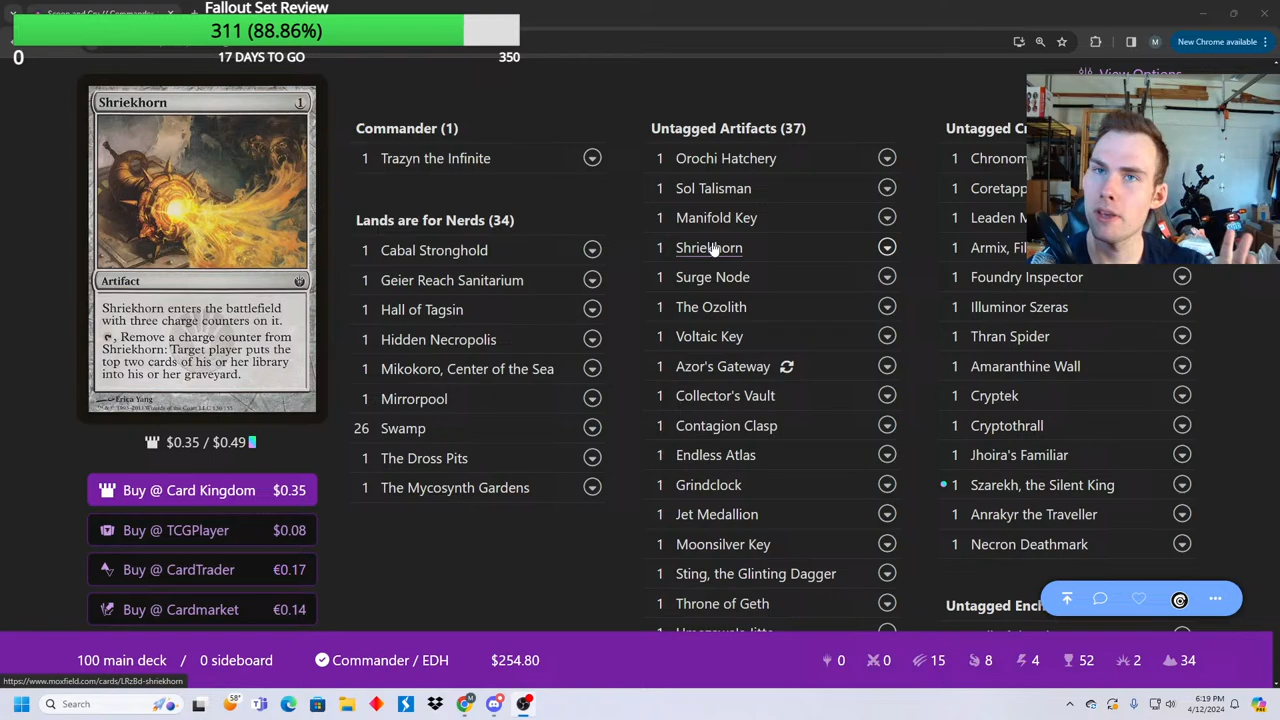 Fallout Set Review
311 (88.86%)
0
17 DAYS TO GO
350
New Chrome available
View Options
Shriekhorn
1
Artifact
Shriekhorn enters the battlefield
with three charge counters on it.
, Remove a charge counter from
Shriekhorn: Target player puts the
top two cards of his or her library
into his or her graveyard.
Erica Yang
$0.35 / $0.49
Buy @ Card Kingdom $0.35
Buy @ TCGPlayer $0.08
Buy @ CardTrader €0.17
Buy @ Cardmarket €0.14
Commander (1)
1 Trazyn the Infinite
Lands are for Nerds (34)
1 Cabal Stronghold
1 Geier Reach Sanitarium
1 Hall of Tagsin
1 Hidden Necropolis
1 Mikokoro, Center of the Sea
1 Mirrorpool
26 Swamp
1 The Dross Pits
1 The Mycosynth Gardens
Untagged Artifacts (37)
1 Orochi Hatchery
1 Sol Talisman
1 Manifold Key
1 Shriekhorn
1 Surge Node
1 The Ozolith
1 Voltaic Key
1 Azor's Gateway
1 Collector's Vault
1 Contagion Clasp
1 Endless Atlas
1 Grindclock
1 Jet Medallion
1 Moonsilver Key
1 Sting, the Glinting Dagger
1 Throne of Geth
Untagged Cr
1 Chronom
1 Coretapp
1 Leaden M
1 Armix, Fil
1 Foundry Inspector
1 Illuminor Szeras
1 Thran Spider
1 Amaranthine Wall
1 Cryptek
1 Cryptothrall
1 Jhoira's Familiar
1 Szarekh, the Silent King
1 Anrakyr the Traveller
1 Necron Deathmark
Untagged Enc
100 main deck / 0 sideboard
Commander / EDH
$254.80
0 0 15 8 4 52 2 34
https://www.moxfield.com/cards/LRzBd-shriekhorn
Search
58°
6:19 PM
4/12/2024